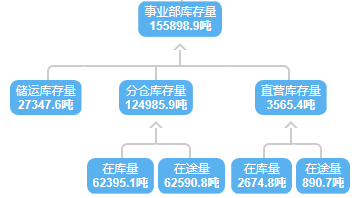 事业部库存量
155898.9吨
储运库存量
27347.6吨
分仓库存量
124985.9吨
直营库存量
3565.4吨
在库量
62395.1吨
在途量
62590.8吨
在库量
2674.8吨
在途量
890.7吨